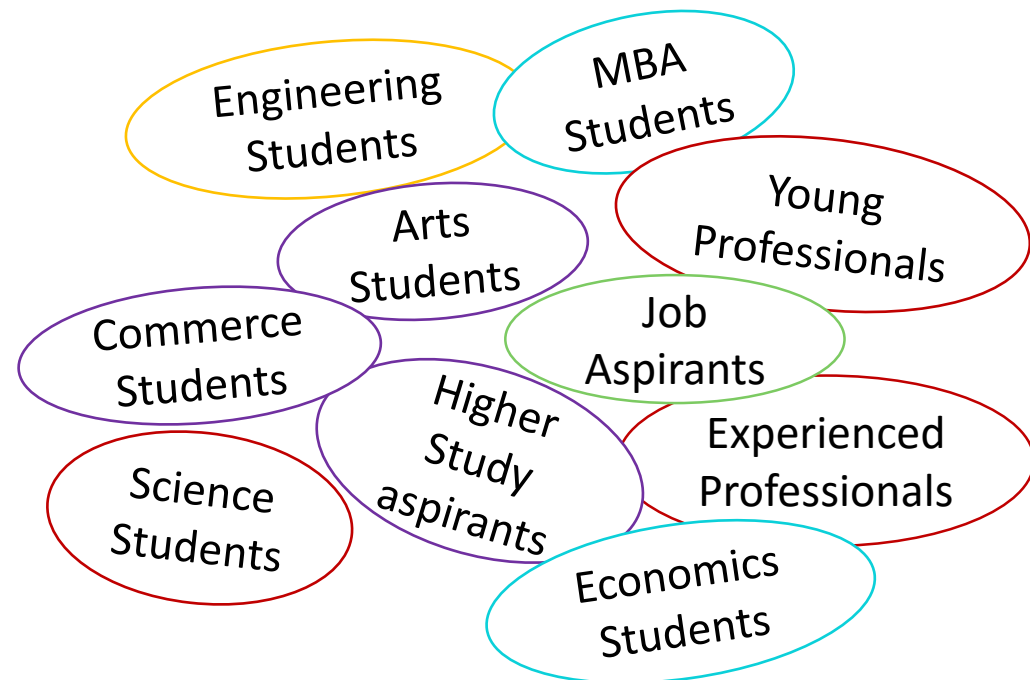 Engineering
Students
MBA
Students
Young
Professionals
Arts
Students
Job
Aspirants
Commerce
Students
Higher
Study
aspirants
Experienced
Professionals
Science
Students
Economics
Students